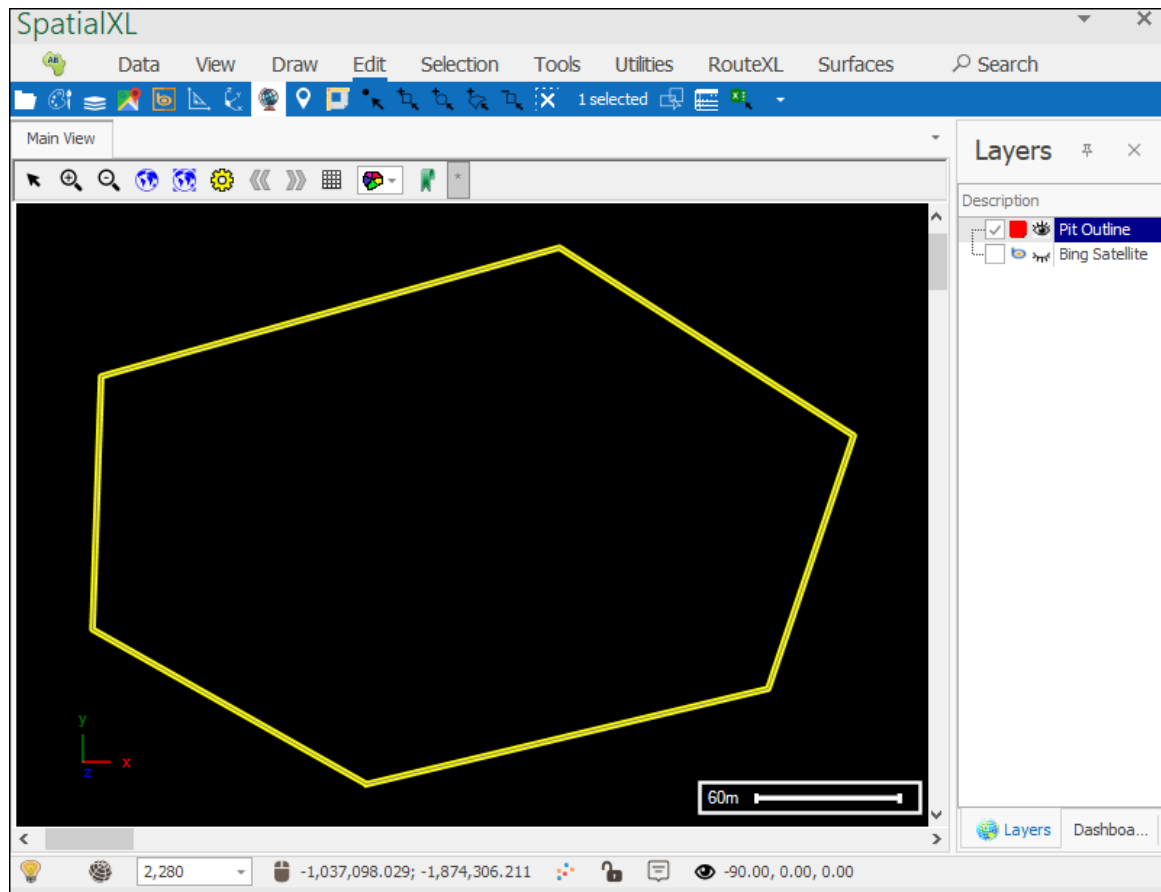 SpatialXL
Data View Draw Edit Selection Tools Utilities RouteXL Surfaces Search
1 selected
Main View
Layers
Description
Pit Outline
Bing Satellite
y
x
z
60m
Layers Dashboa...
2,280 -1,037,098.029; -1,874,306.211 -90.00, 0.00, 0.00